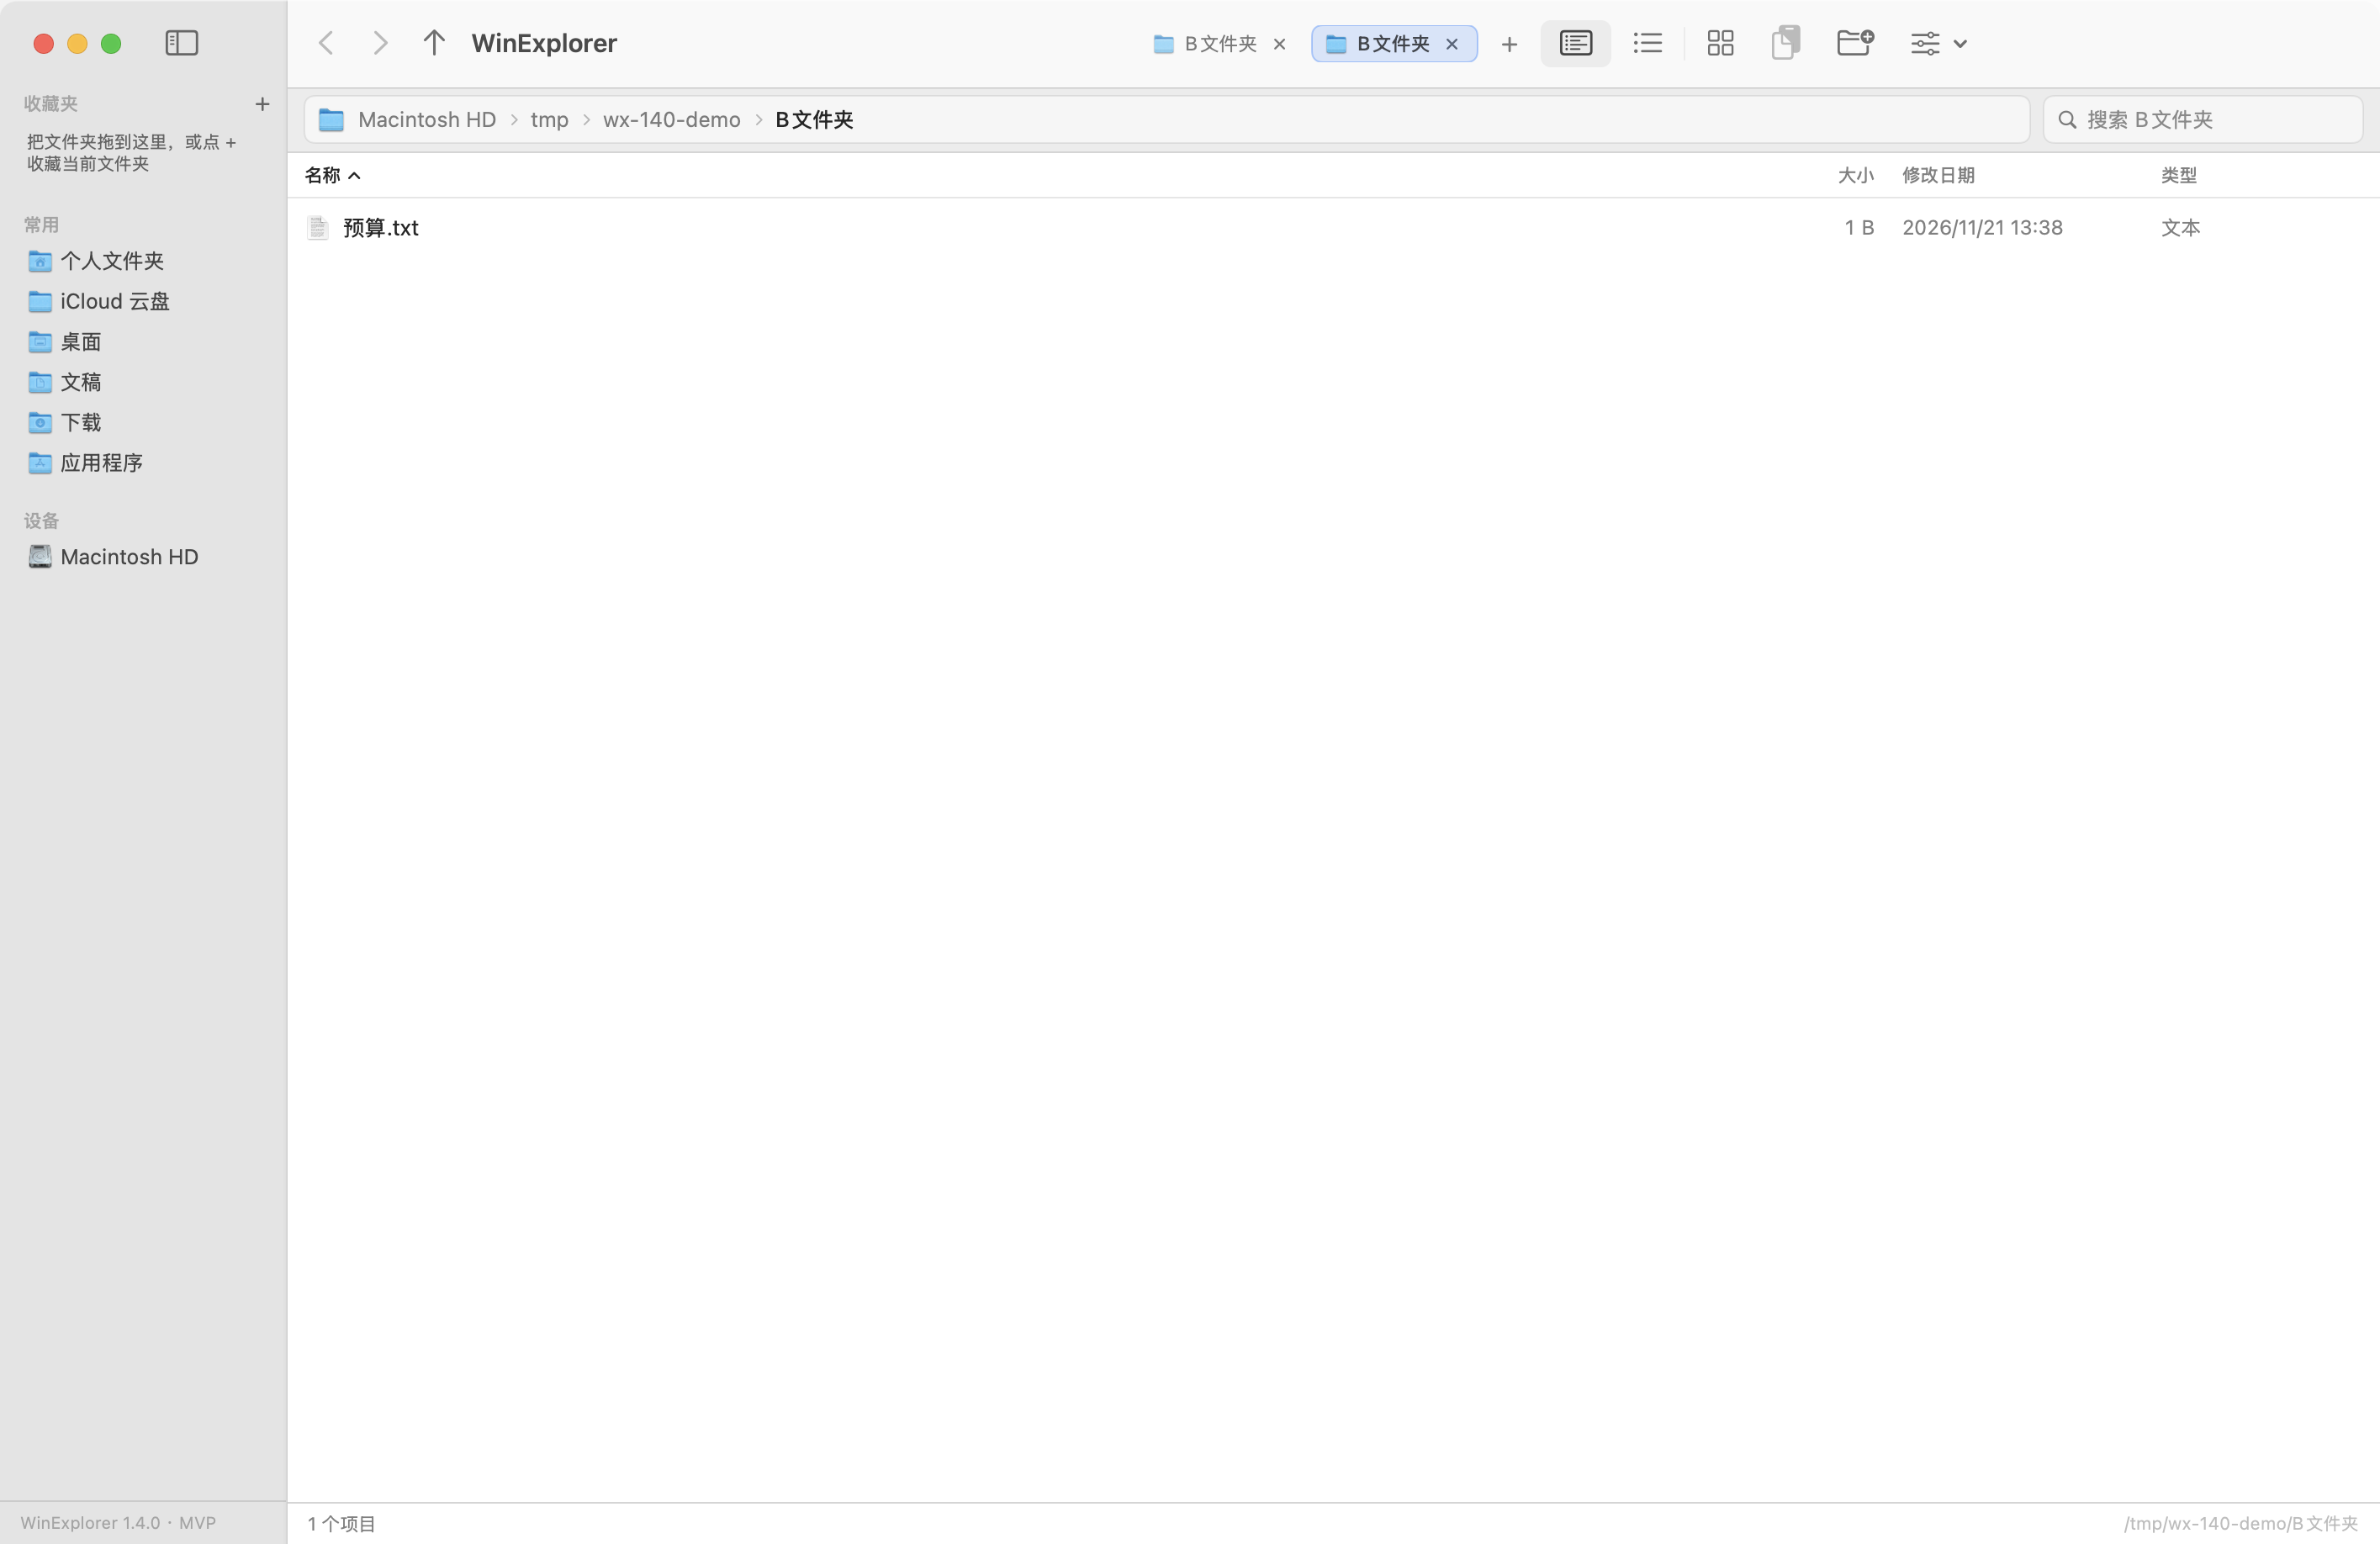 WinExplorer
B文件夹
B文件夹
收藏夹
把文件夹拖到这里，或点 +
收藏当前文件夹
常用
个人文件夹
iCloud 云盘
桌面
文稿
下载
应用程序
设备
Macintosh HD
WinExplorer 1.4.0 · MVP
Macintosh HD > tmp > wx-140-demo > B文件夹
搜索 B文件夹
名称 大小 修改日期 类型
预算.txt 1 B 2026/11/21 13:38 文本
1 个项目
/tmp/wx-140-demo/B文件夹